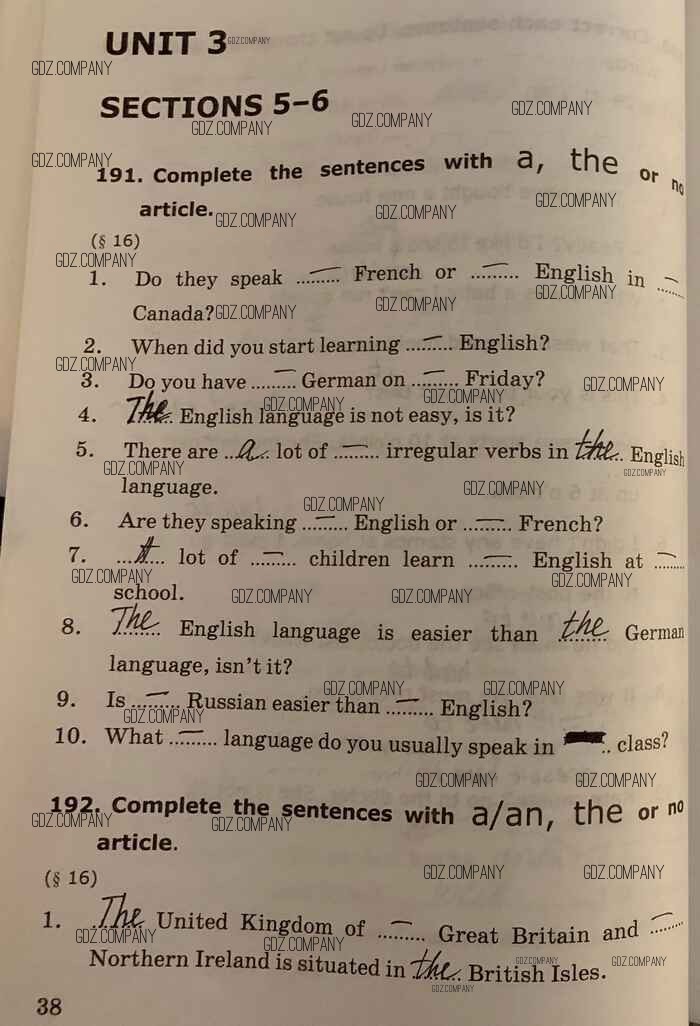 UNIT 3 GDZ.COMPANY
GDZ.COMPANY
SECTIONS 5–6
GDZ.COMPANY GDZ.COMPANY GDZ.COMPANY
GDZ.COMPANY
191. Complete the sentences with a, the or no
article. GDZ.COMPANY GDZ.COMPANY GDZ.COMPANY
(§ 16)
GDZ.COMPANY
1. Do they speak ...—... French or ...—... English in —
Canada? GDZ.COMPANY GDZ.COMPANY GDZ.COMPANY
2. When did you start learning ...—... English?
GDZ.COMPANY
3. Do you have ...—... German on ...—... Friday? GDZ.COMPANY
GDZ.COMPANY GDZ.COMPANY
4. The English language is not easy, is it?
5. There are ..a.. lot of ...—... irregular verbs in the.. English
GDZ.COMPANY GDZ.COMPANY
language. GDZ.COMPANY
GDZ.COMPANY
6. Are they speaking ...—... English or ...—... French?
7. ...A... lot of ...—... children learn ...—... English at —
GDZ.COMPANY GDZ.COMPANY
school. GDZ.COMPANY GDZ.COMPANY
8. The English language is easier than the German
language, isn't it?
GDZ.COMPANY GDZ.COMPANY
9. Is ...—... Russian easier than ...—... English?
GDZ.COMPANY
10. What ...—... language do you usually speak in .. class?
GDZ.COMPANY GDZ.COMPANY
192. Complete the sentences with a/an, the or no
GDZ.COMPANY GDZ.COMPANY
article.
GDZ.COMPANY GDZ.COMPANY
(§ 16)
1. The United Kingdom of ...—... Great Britain and —
GDZ.COMPANY GDZ.COMPANY
Northern Ireland is situated in the.. British Isles.
GDZ.COMPANY GDZ.COMPANY
GDZ.COMPANY
38